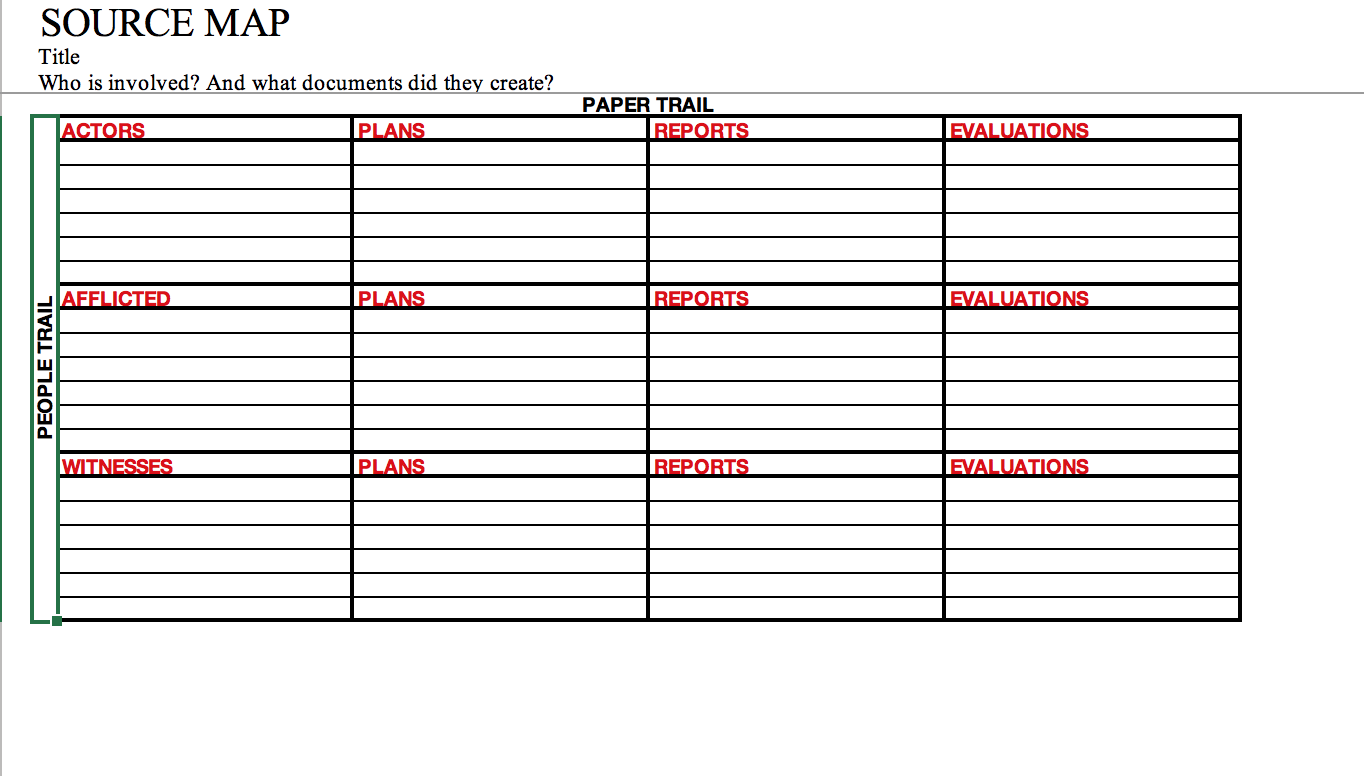 SOURCE MAP
Title
Who is involved? And what documents did they create?
PAPER TRAIL
PEOPLE TRAIL
ACTORS PLANS REPORTS EVALUATIONS
AFFLICTED PLANS REPORTS EVALUATIONS
WITNESSES PLANS REPORTS EVALUATIONS